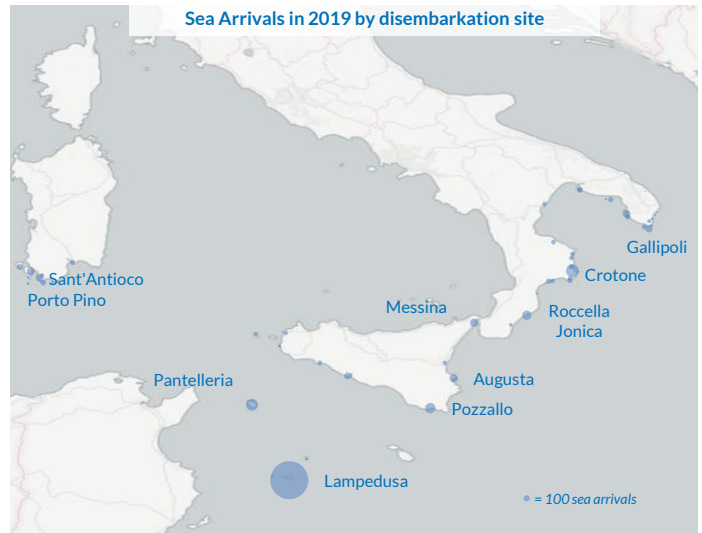 Sea Arrivals in 2019 by disembarkation site
Gallipoli
Crotone
Sant'Antioco
Porto Pino
Messina
Roccella
Jonica
Pantelleria
Augusta
Pozzallo
Lampedusa
= 100 sea arrivals